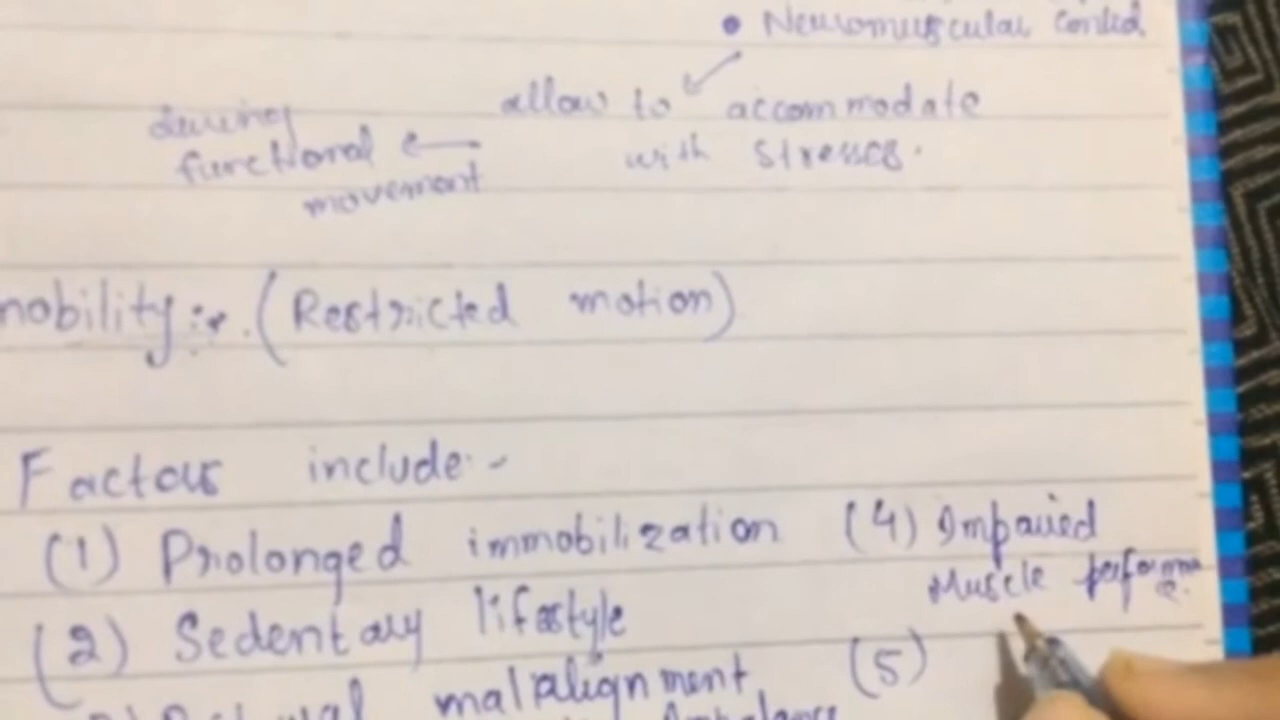 • Neuromuscular Control
allow to accommodate
with stresses.
during
functional
movement
mobility :- (Restricted motion)
Factors include:-
(1) Prolonged immobilization
(2) Sedentary lifestyle
malalignment
(4) Impaired
Muscle performa
(5)